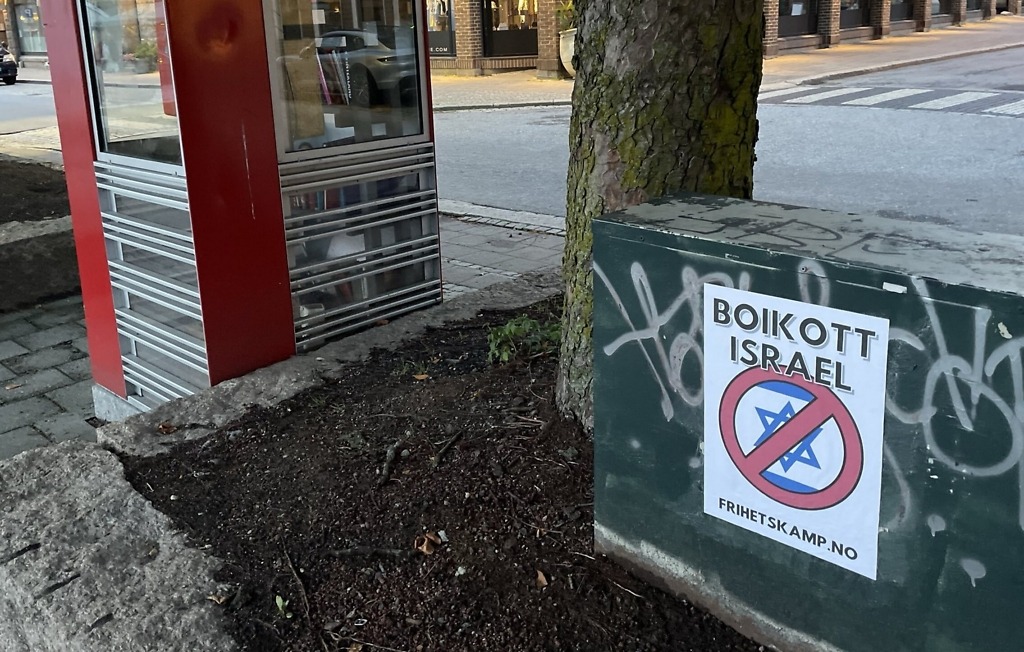 BOIKOTT
ISRAEL
FRIHETSKAMP.NO